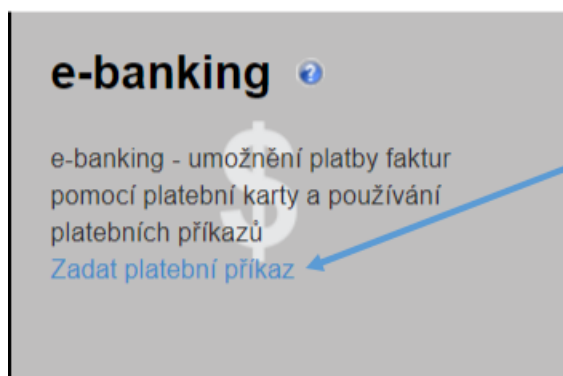 e-banking
e-banking - umožnění platby faktur
pomocí platební karty a používání
platebních příkazů
Zadat platební příkaz